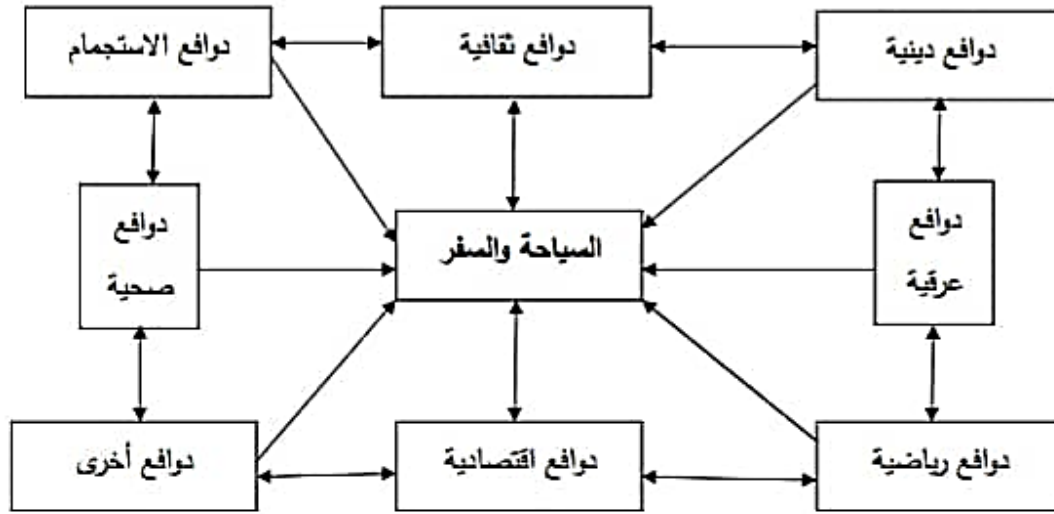 دوافع دينية
دوافع ثقافية
دوافع الاستجمام
دوافع
عرقية
السياحة والسفر
دوافع
صحية
دوافع رياضية
دوافع اقتصادية
دوافع أخرى